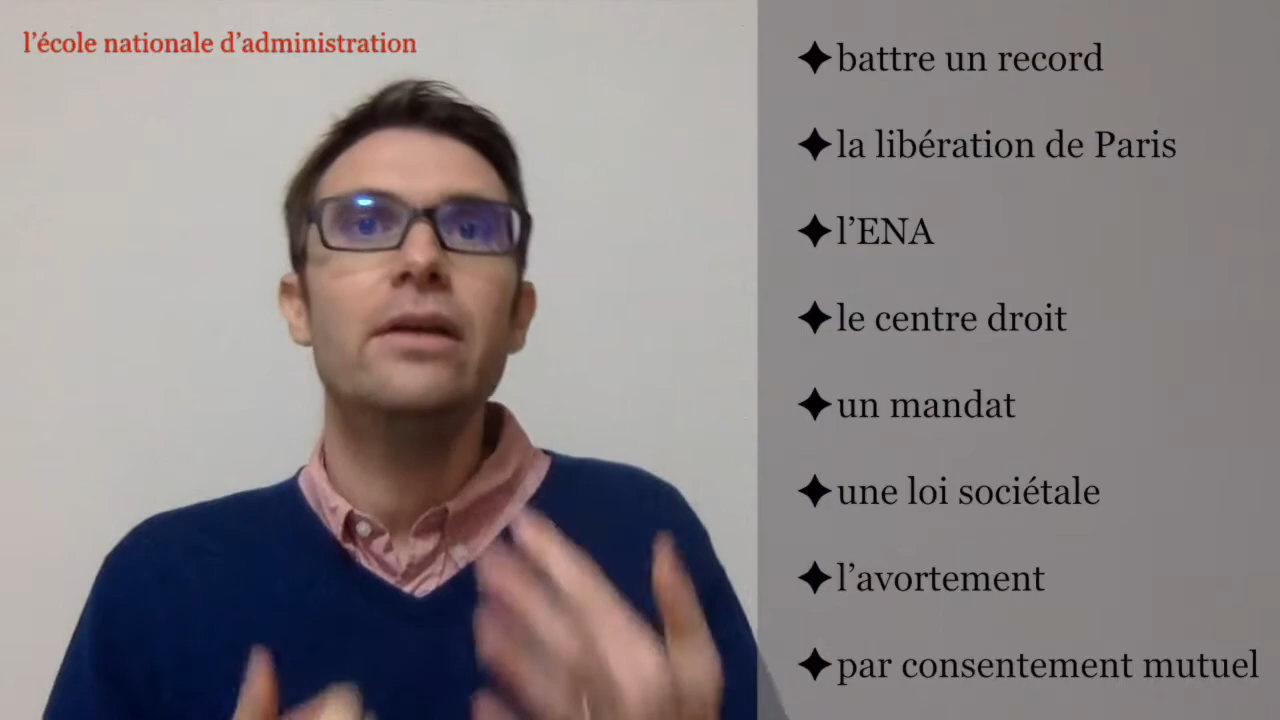 l’école nationale d’administration
battre un record
la libération de Paris
l’ENA
le centre droit
un mandat
une loi sociétale
l’avortement
par consentement mutuel